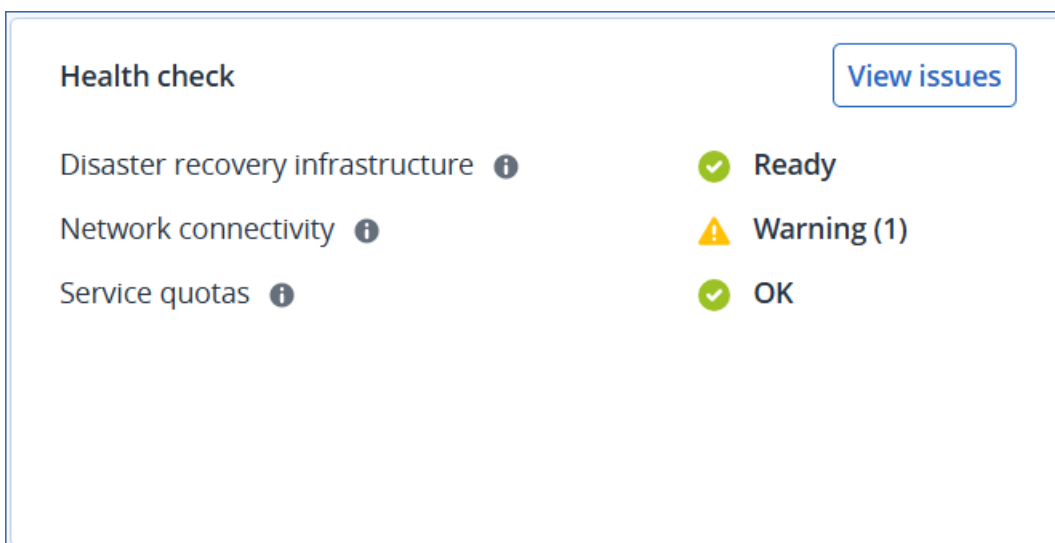 Health check
View issues
Disaster recovery infrastructure
Ready
Network connectivity
Warning (1)
Service quotas
OK